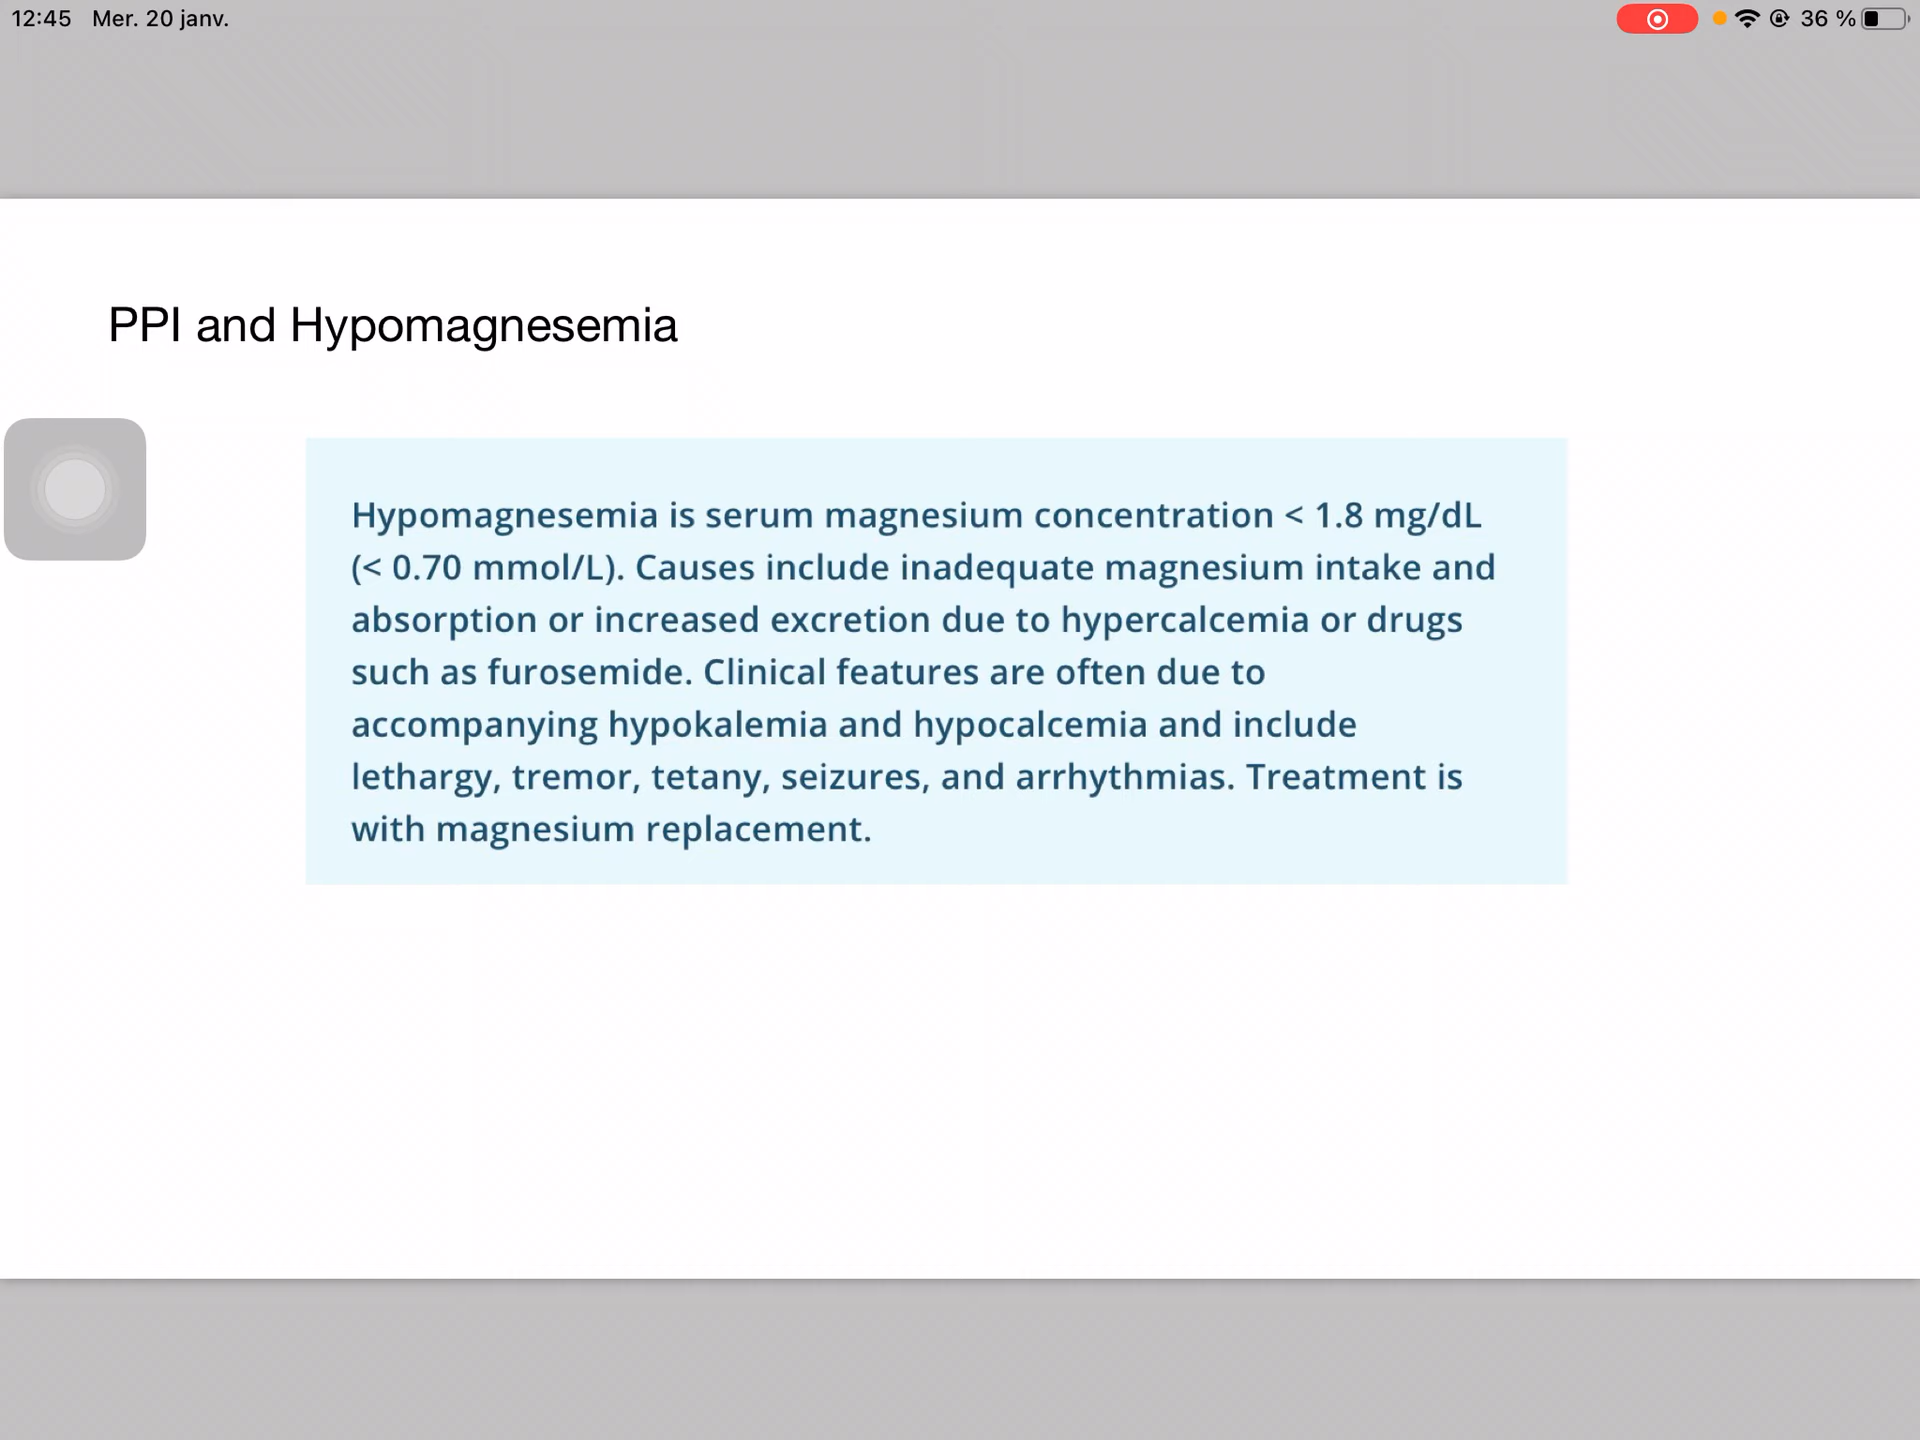 12:45 Mer. 20 janv. 36 %
PPI and Hypomagnesemia
Hypomagnesemia is serum magnesium concentration < 1.8 mg/dL
(< 0.70 mmol/L). Causes include inadequate magnesium intake and
absorption or increased excretion due to hypercalcemia or drugs
such as furosemide. Clinical features are often due to
accompanying hypokalemia and hypocalcemia and include
lethargy, tremor, tetany, seizures, and arrhythmias. Treatment is
with magnesium replacement.